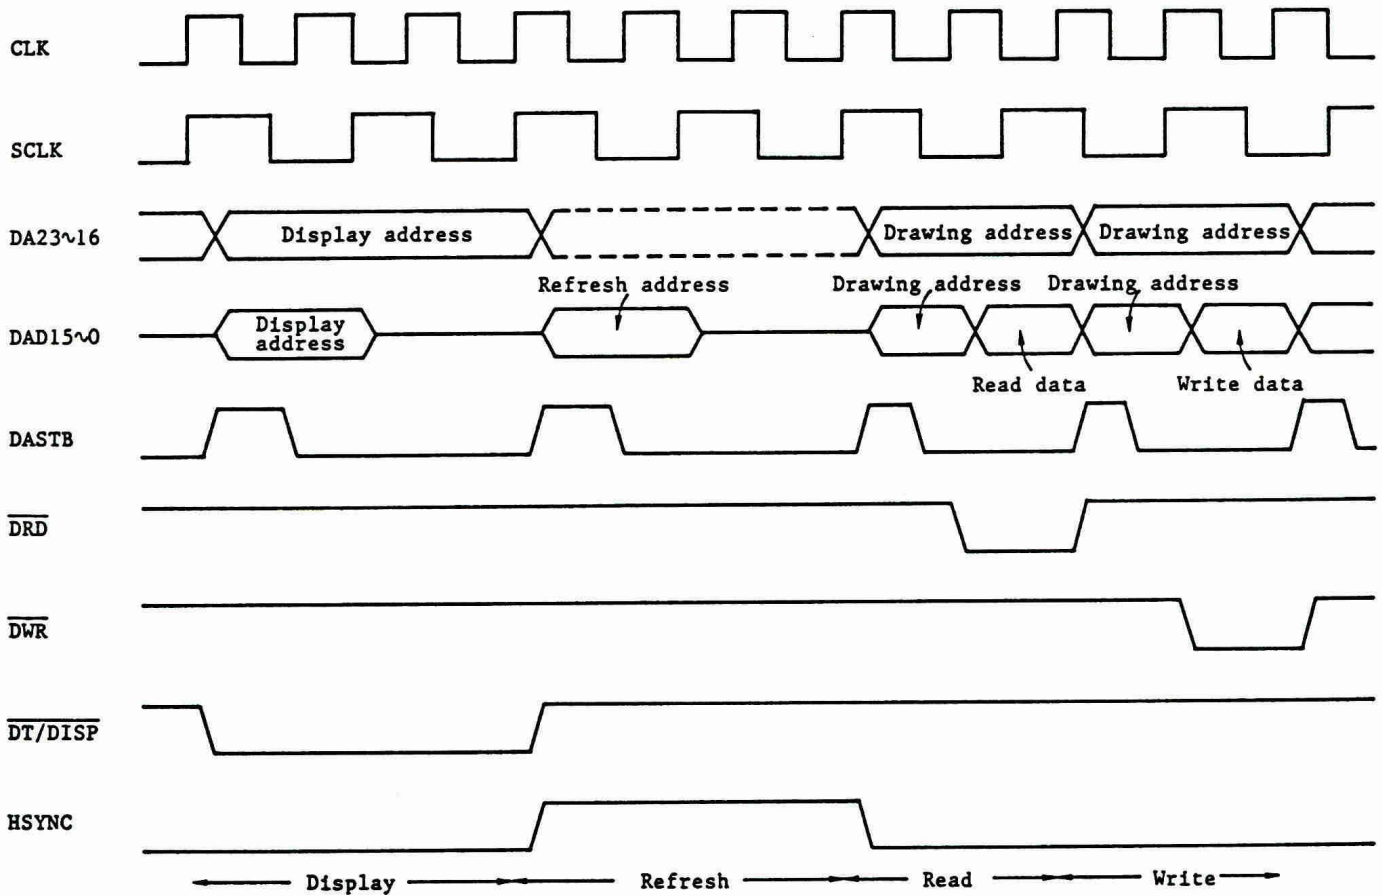 CLK
SCLK
DA23~16
Display address
Drawing address
Drawing address
Refresh address
Drawing address
Drawing address
DAD15~0
Display
address
Read data
Write data
DASTB
DRD
DWR
DT/DISP
HSYNC
Display
Refresh
Read
Write